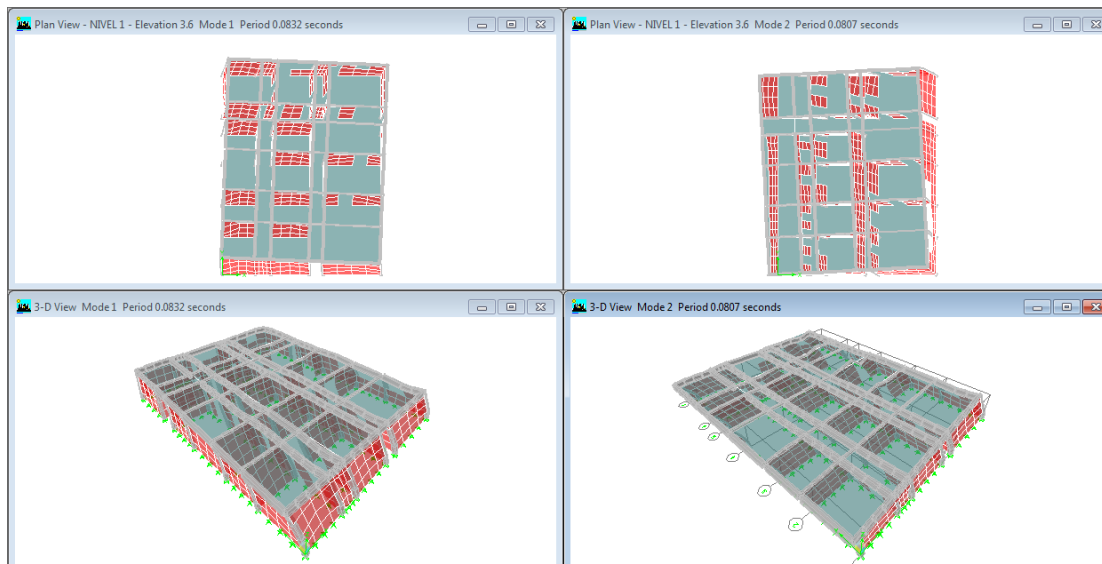 Plan View - NIVEL 1 - Elevation 3.6 Mode 1 Period 0.0832 seconds
Plan View - NIVEL 1 - Elevation 3.6 Mode 2 Period 0.0807 seconds
3-D View Mode 1 Period 0.0832 seconds
3-D View Mode 2 Period 0.0807 seconds